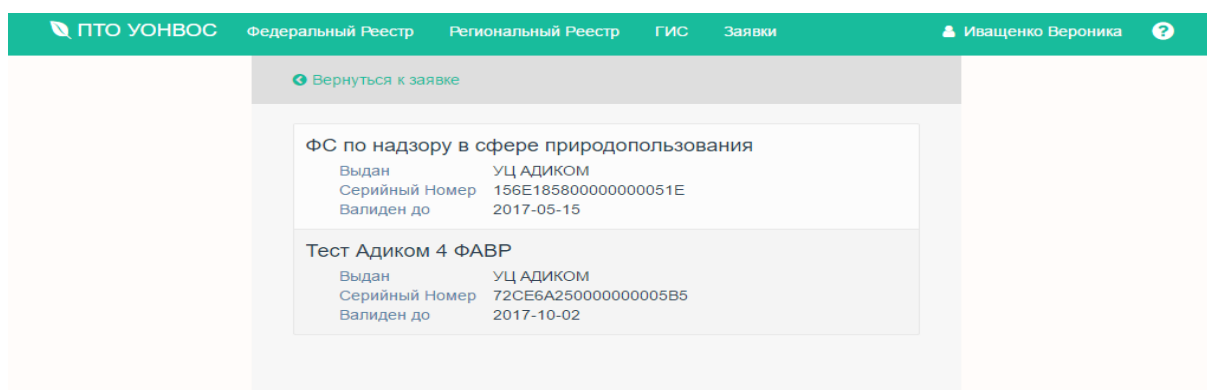 ПТО УОНВОС Федеральный Реестр Региональный Реестр ГИС Заявки Иващенко Вероника ?
Вернуться к заявке
ФС по надзору в сфере природопользования
Выдан УЦ АДИКОМ
Серийный Номер 156E185800000000051E
Валиден до 2017-05-15
Тест Адиком 4 ФАВР
Выдан УЦ АДИКОМ
Серийный Номер 72CE6A250000000005B5
Валиден до 2017-10-02